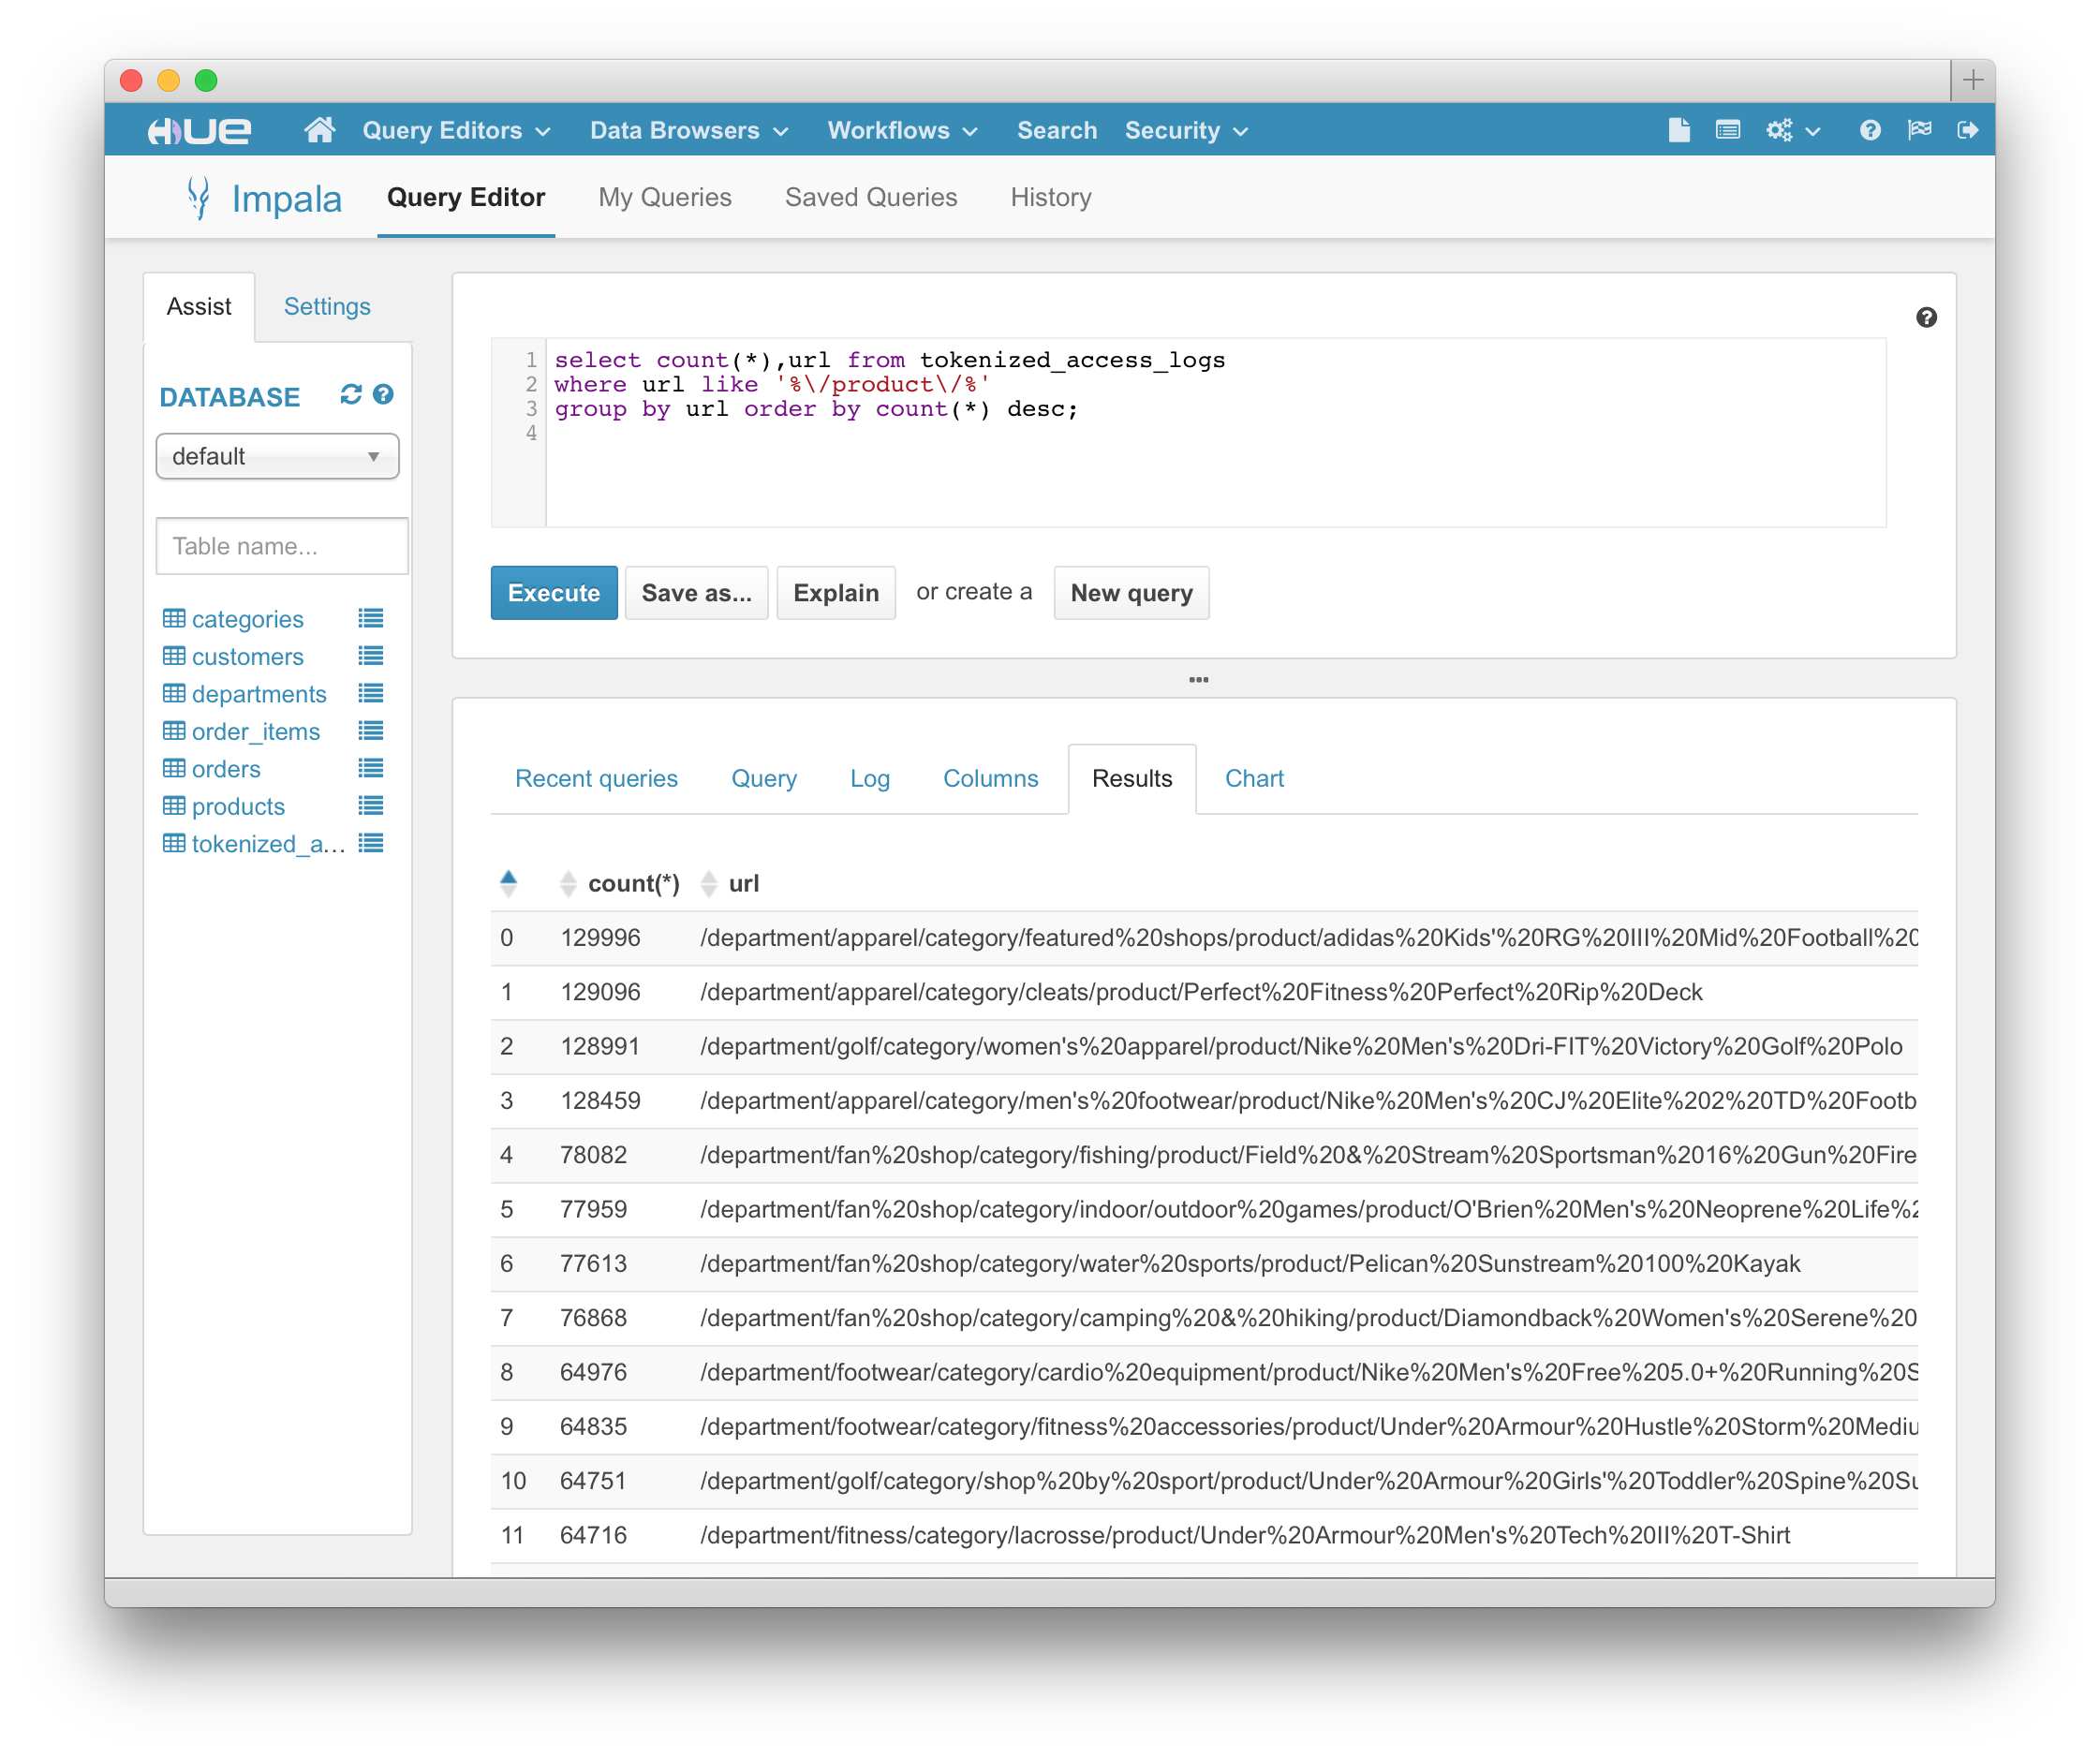 HUE Query Editors Data Browsers Workflows Search Security
Impala Query Editor My Queries Saved Queries History
Assist Settings
DATABASE
default
Table name...
categories
customers
departments
order_items
orders
products
tokenized_a...
1 select count(*),url from tokenized_access_logs
2 where url like '%\/product\/%'
3 group by url order by count(*) desc;
4
Execute Save as... Explain or create a New query
Recent queries Query Log Columns Results Chart
count(*) url
0 129996 /department/apparel/category/featured%20shops/product/adidas%20Kids'%20RG%20III%20Mid%20Football%20
1 129096 /department/apparel/category/cleats/product/Perfect%20Fitness%20Perfect%20Rip%20Deck
2 128991 /department/golf/category/women's%20apparel/product/Nike%20Men's%20Dri-FIT%20Victory%20Golf%20Polo
3 128459 /department/apparel/category/men's%20footwear/product/Nike%20Men's%20CJ%20Elite%202%20TD%20Footb
4 78082 /department/fan%20shop/category/fishing/product/Field%20&%20Stream%20Sportsman%2016%20Gun%20Fire
5 77959 /department/fan%20shop/category/indoor/outdoor%20games/product/O'Brien%20Men's%20Neoprene%20Life%2
6 77613 /department/fan%20shop/category/water%20sports/product/Pelican%20Sunstream%20100%20Kayak
7 76868 /department/fan%20shop/category/camping%20&%20hiking/product/Diamondback%20Women's%20Serene%20
8 64976 /department/footwear/category/cardio%20equipment/product/Nike%20Men's%20Free%205.0+%20Running%20S
9 64835 /department/footwear/category/fitness%20accessories/product/Under%20Armour%20Hustle%20Storm%20Mediu
10 64751 /department/golf/category/shop%20by%20sport/product/Under%20Armour%20Girls'%20Toddler%20Spine%20Su
11 64716 /department/fitness/category/lacrosse/product/Under%20Armour%20Men's%20Tech%20II%20T-Shirt